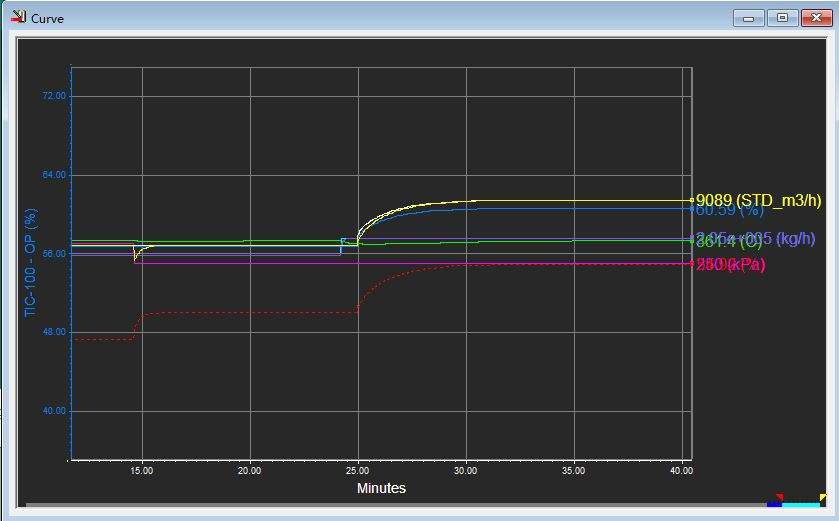 Curve
72.00
64.00
56.00
48.00
40.00
TIC-100 - OP (%)
15.00
20.00
25.00
30.00
35.00
40.00
Minutes
9089 (STD_m3/h)
60.59 (%)
(kg/h)
(C)
(kPa)